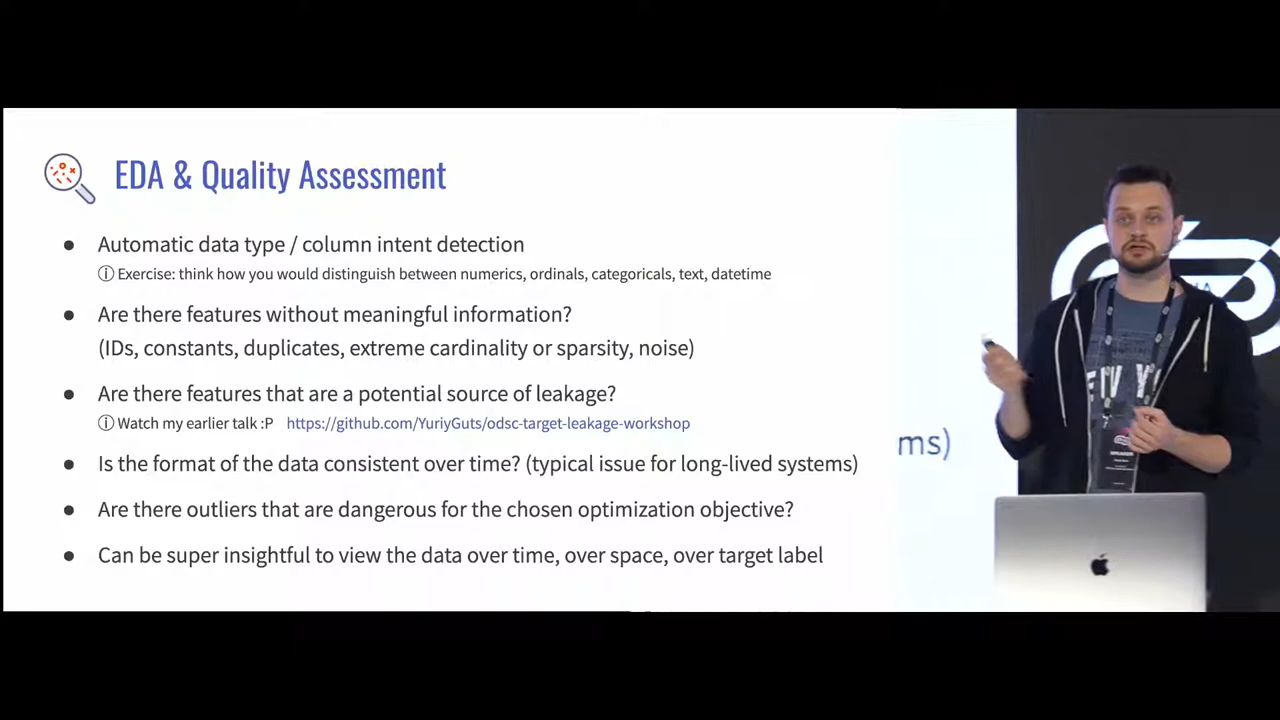 EDA & Quality Assessment
● Automatic data type / column intent detection
ⓘ Exercise: think how you would distinguish between numerics, ordinals, categoricals, text, datetime
● Are there features without meaningful information?
(IDs, constants, duplicates, extreme cardinality or sparsity, noise)
● Are there features that are a potential source of leakage?
ⓘ Watch my earlier talk :P https://github.com/YuriyGuts/odsc-target-leakage-workshop
● Is the format of the data consistent over time? (typical issue for long-lived systems)
● Are there outliers that are dangerous for the chosen optimization objective?
● Can be super insightful to view the data over time, over space, over target label
ms)
SPEAKER